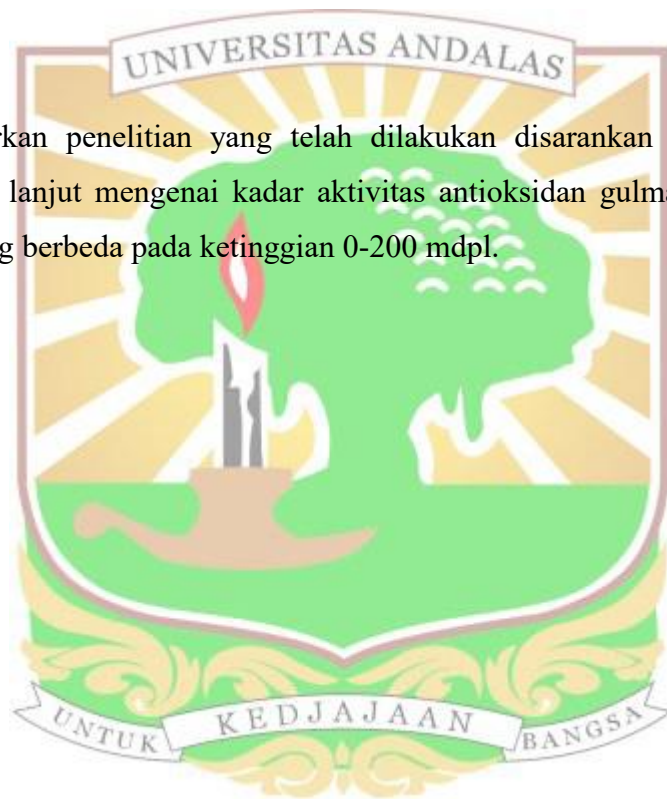 UNIVERSITAS ANDALAS
rkan penelitian yang telah dilakukan disarankan
lanjut mengenai kadar aktivitas antioksidan gulma
g berbeda pada ketinggian 0-200 mdpl.
UNTUK KEDJAJAAN BANGSA